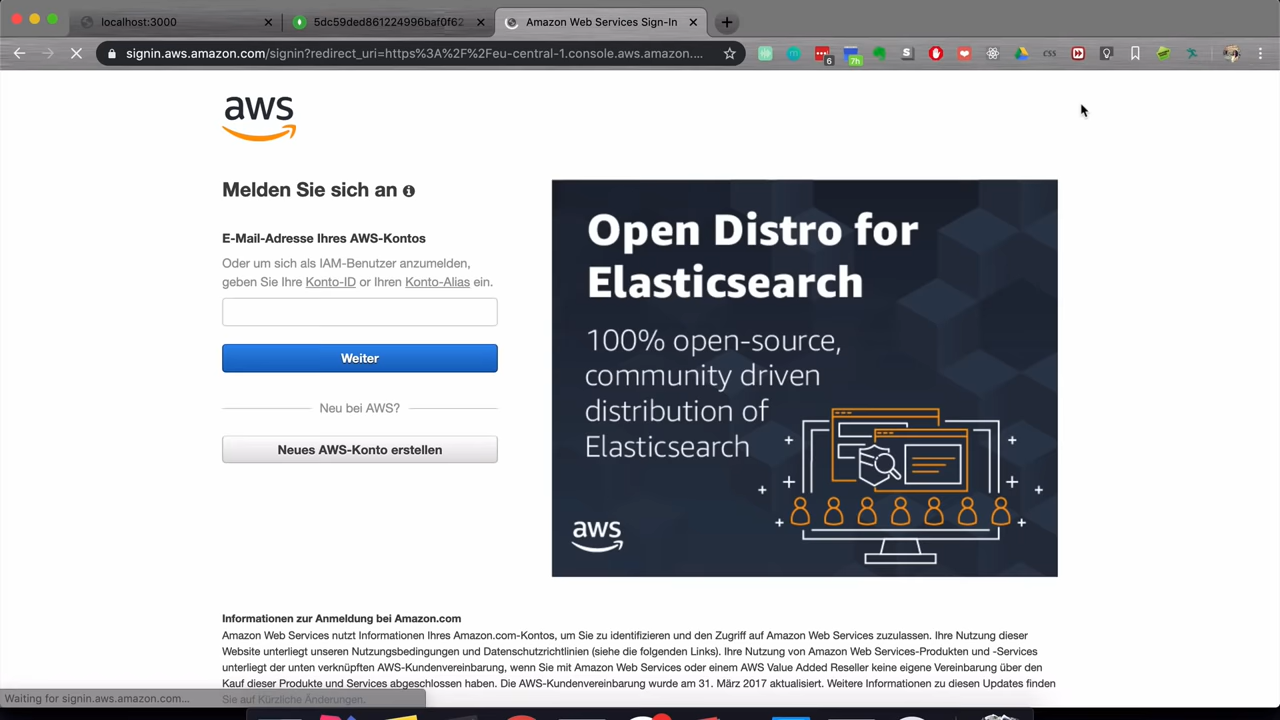 localhost:3000
5dc59ded861224996baf0f62
Amazon Web Services Sign-In
signin.aws.amazon.com/signin?redirect_uri=https%3A%2F%2Feu-central-1.console.aws.amazon....
6
7h
css
aws
Melden Sie sich an
E-Mail-Adresse Ihres AWS-Kontos
Oder um sich als IAM-Benutzer anzumelden,
geben Sie Ihre Konto-ID or Ihren Konto-Alias ein.
Weiter
Neu bei AWS?
Neues AWS-Konto erstellen
Open Distro for
Elasticsearch
100% open-source,
community driven
distribution of
Elasticsearch
aws
Informationen zur Anmeldung bei Amazon.com
Amazon Web Services nutzt Informationen Ihres Amazon.com-Kontos, um Sie zu identifizieren und den Zugriff auf Amazon Web Services zuzulassen. Ihre Nutzung dieser
Website unterliegt unseren Nutzungsbedingungen und Datenschutzrichtlinien (siehe die folgenden Links). Ihre Nutzung von Amazon Web Services-Produkten und -Services
unterliegt der unten verknüpften AWS-Kundenvereinbarung, wenn Sie mit Amazon Web Services oder einem AWS Value Added Reseller keine eigene Vereinbarung über den
Kauf dieser Produkte und Services abgeschlossen haben. Die AWS-Kundenvereinbarung wurde am 31. März 2017 aktualisiert. Weitere Informationen zu diesen Updates finden
Sie auf Kürzliche Änderungen.
Waiting for signin.aws.amazon.com...